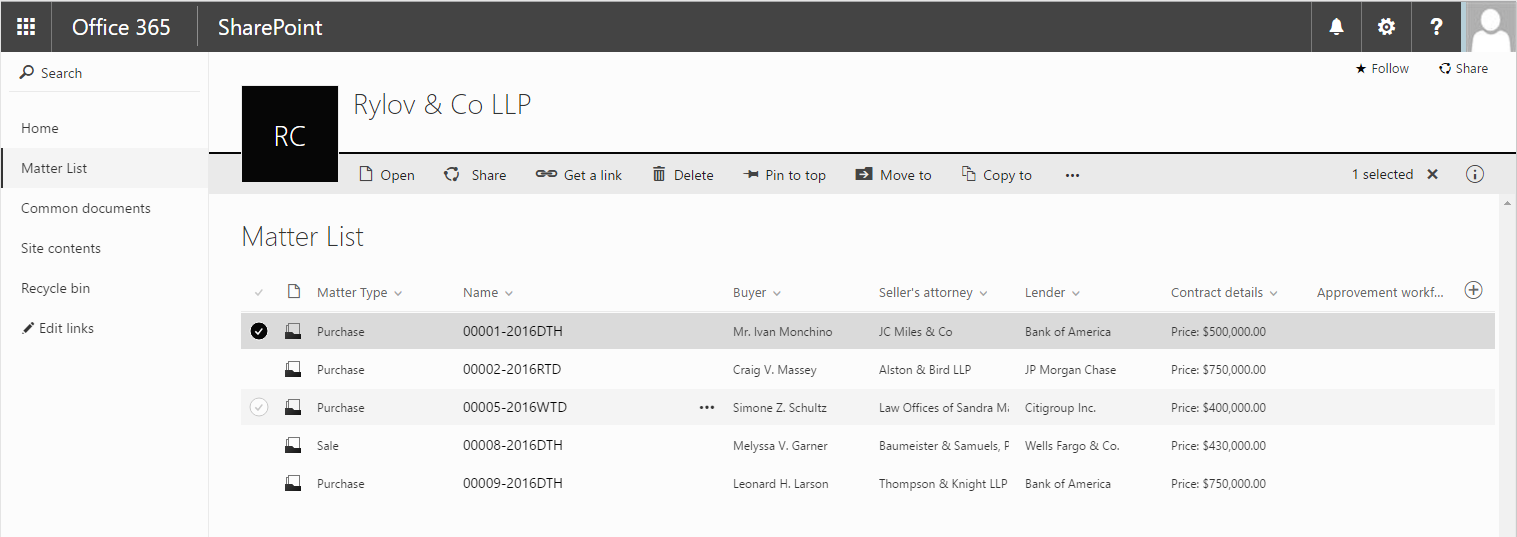 Office 365 SharePoint ?
Search
Follow Share
RC
Rylov & Co LLP
Home
Matter List
Common documents
Site contents
Recycle bin
Edit links
Open Share Get a link Delete Pin to top Move to Copy to ••• 1 selected
Matter List
Matter Type Name Buyer Seller's attorney Lender Contract details Approvement workf...
Purchase 00001-2016DTH Mr. Ivan Monchino JC Miles & Co Bank of America Price: $500,000.00
Purchase 00002-2016RTD Craig V. Massey Alston & Bird LLP JP Morgan Chase Price: $750,000.00
Purchase 00005-2016WTD ••• Simone Z. Schultz Law Offices of Sandra Ma Citigroup Inc. Price: $400,000.00
Sale 00008-2016DTH Melyssa V. Garner Baumeister & Samuels, P Wells Fargo & Co. Price: $430,000.00
Purchase 00009-2016DTH Leonard H. Larson Thompson & Knight LLP Bank of America Price: $750,000.00